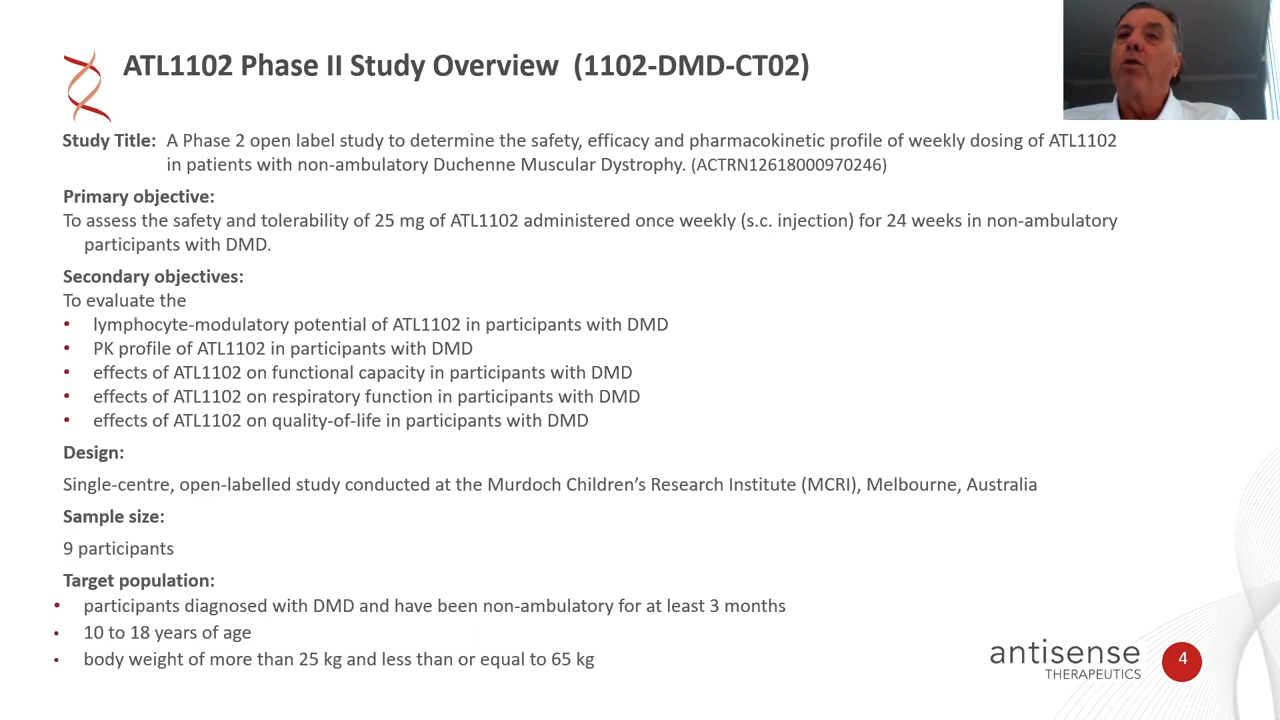 ATL1102 Phase II Study Overview (1102-DMD-CT02)
Study Title: A Phase 2 open label study to determine the safety, efficacy and pharmacokinetic profile of weekly dosing of ATL1102
in patients with non-ambulatory Duchenne Muscular Dystrophy. (ACTRN12618000970246)
Primary objective:
To assess the safety and tolerability of 25 mg of ATL1102 administered once weekly (s.c. injection) for 24 weeks in non-ambulatory
participants with DMD.
Secondary objectives:
To evaluate the
• lymphocyte-modulatory potential of ATL1102 in participants with DMD
• PK profile of ATL1102 in participants with DMD
• effects of ATL1102 on functional capacity in participants with DMD
• effects of ATL1102 on respiratory function in participants with DMD
• effects of ATL1102 on quality-of-life in participants with DMD
Design:
Single-centre, open-labelled study conducted at the Murdoch Children’s Research Institute (MCRI), Melbourne, Australia
Sample size:
9 participants
Target population:
• participants diagnosed with DMD and have been non-ambulatory for at least 3 months
• 10 to 18 years of age
• body weight of more than 25 kg and less than or equal to 65 kg
antisense
THERAPEUTICS
4